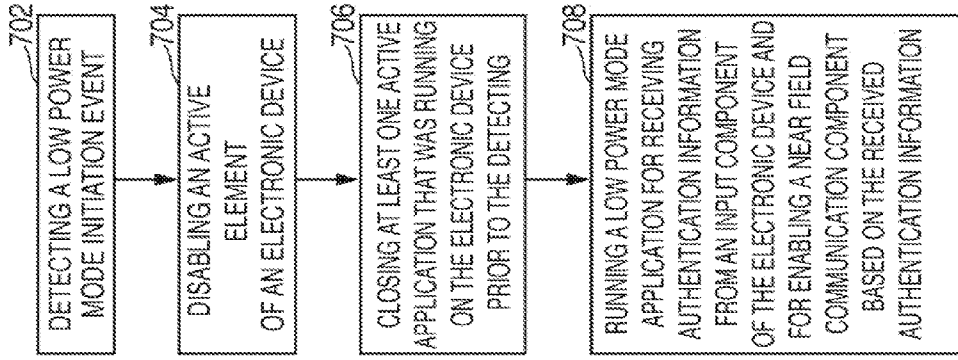 702
DETECTING A LOW POWER
MODE INITIATION EVENT
704
DISABLING AN ACTIVE
ELEMENT
OF AN ELECTRONIC DEVICE
706
CLOSING AT LEAST ONE ACTIVE
APPLICATION THAT WAS RUNNING
ON THE ELECTRONIC DEVICE
PRIOR TO THE DETECTING
708
RUNNING A LOW POWER MODE
APPLICATION FOR RECEIVING
AUTHENTICATION INFORMATION
FROM AN INPUT COMPONENT
OF THE ELECTRONIC DEVICE AND
FOR ENABLING A NEAR FIELD
COMMUNICATION COMPONENT
BASED ON THE RECEIVED
AUTHENTICATION INFORMATION